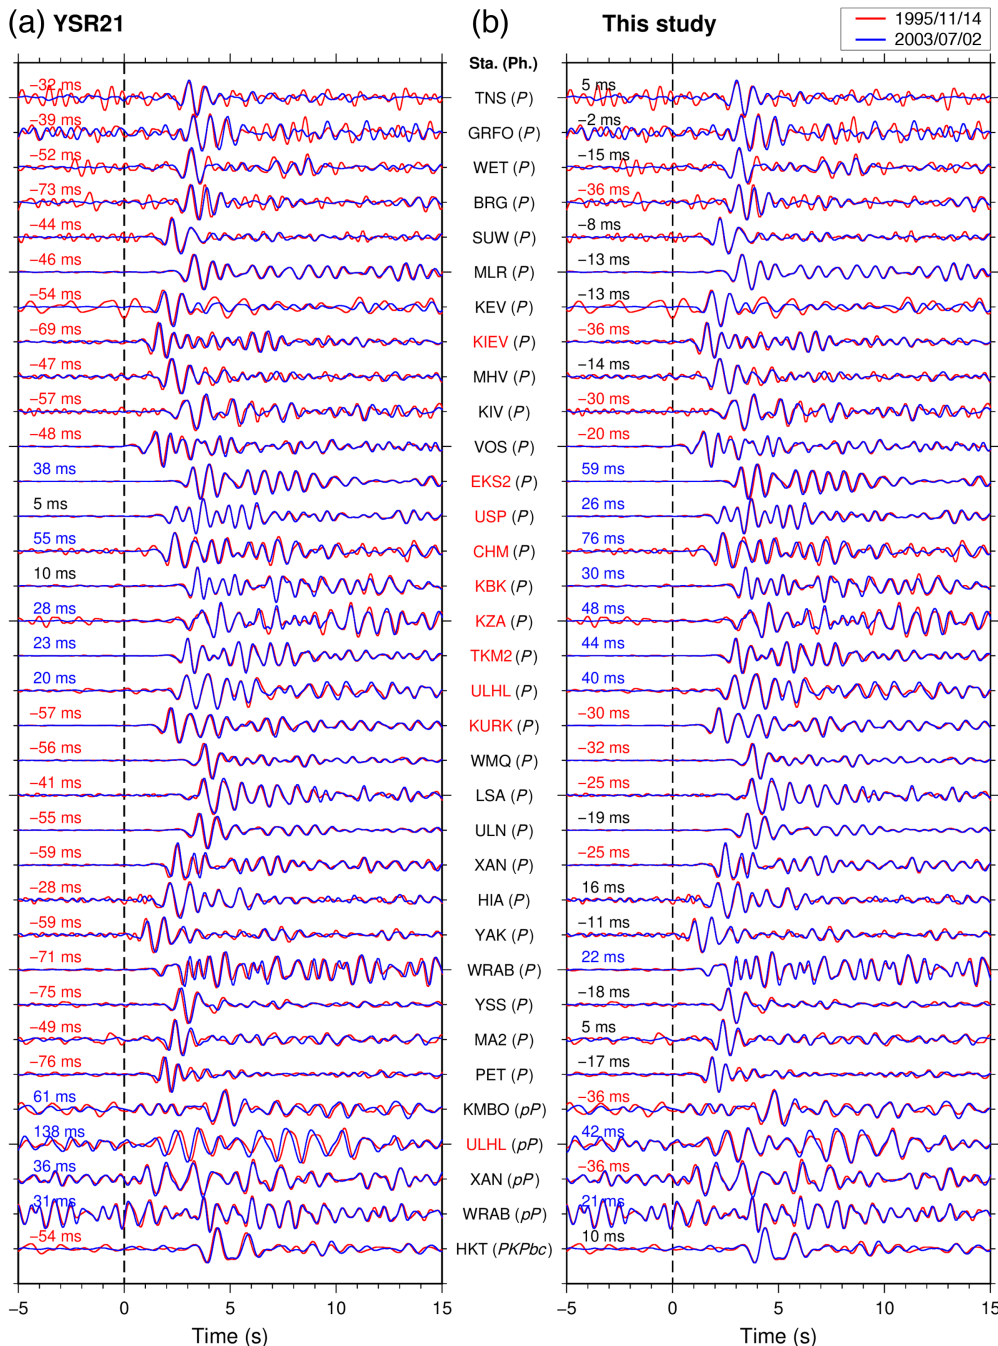 (a) YSR21
(b) This study
1995/11/14
2003/07/02
Sta. (Ph.)
−32 ms TNS (P) 5 ms
−39 ms GRFO (P) −2 ms
−52 ms WET (P) −15 ms
−73 ms BRG (P) −36 ms
−44 ms SUW (P) −8 ms
−46 ms MLR (P) −13 ms
−54 ms KEV (P) −13 ms
−69 ms KIEV (P) −36 ms
−47 ms MHV (P) −14 ms
−57 ms KIV (P) −30 ms
−48 ms VOS (P) −20 ms
38 ms EKS2 (P) 59 ms
5 ms USP (P) 26 ms
55 ms CHM (P) 76 ms
10 ms KBK (P) 30 ms
28 ms KZA (P) 48 ms
23 ms TKM2 (P) 44 ms
20 ms ULHL (P) 40 ms
−57 ms KURK (P) −30 ms
−56 ms WMQ (P) −32 ms
−41 ms LSA (P) −25 ms
−55 ms ULN (P) −19 ms
−59 ms XAN (P) −25 ms
−28 ms HIA (P) 16 ms
−59 ms YAK (P) −11 ms
−71 ms WRAB (P) 22 ms
−75 ms YSS (P) −18 ms
−49 ms MA2 (P) 5 ms
−76 ms PET (P) −17 ms
61 ms KMBO (pP) −36 ms
138 ms ULHL (pP) 42 ms
36 ms XAN (pP) −36 ms
31 ms WRAB (pP) 21 ms
−54 ms HKT (PKPbc) 10 ms
−5 0 5 10 15 −5 0 5 10 15
Time (s) Time (s)